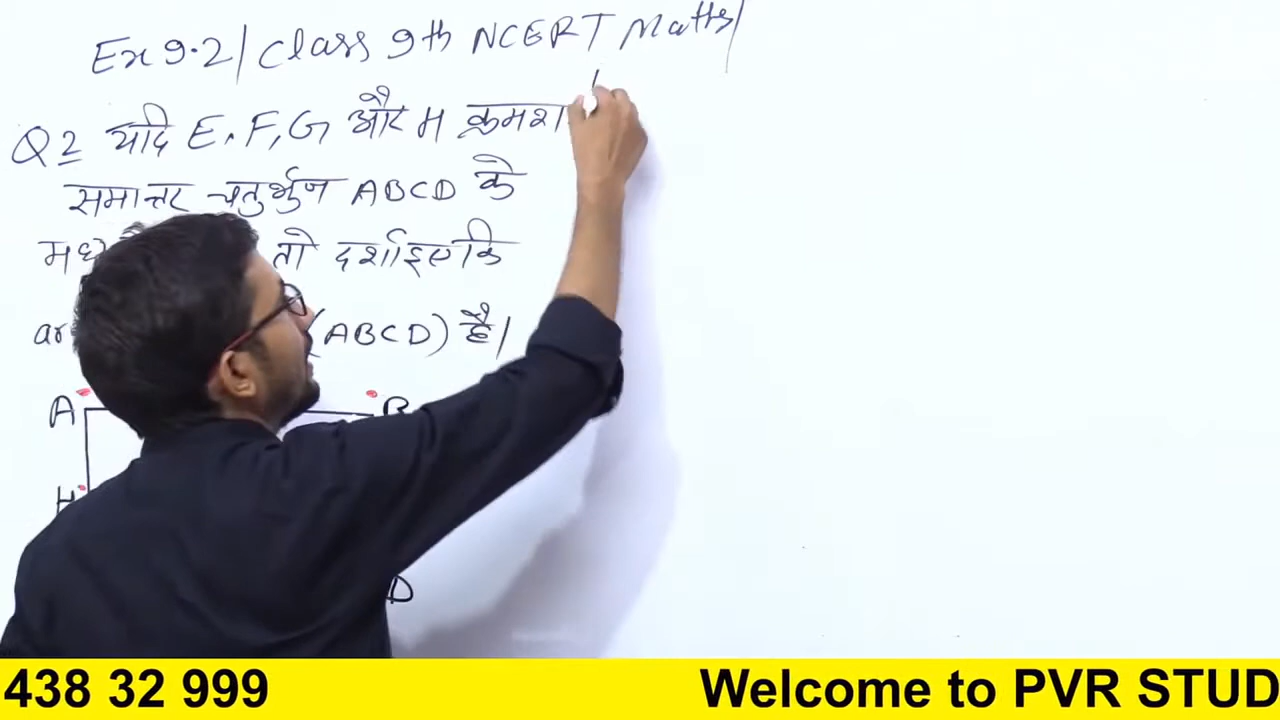 Ex 9.2 | Class 9th NCERT Maths |
Q 2 यदि E, F, G और H क्रमश
समान्तर चतुर्भुज ABCD के
तो दर्शाइए कि
(ABCD) है |
A B
H
D
438 32 999 Welcome to PVR STUD